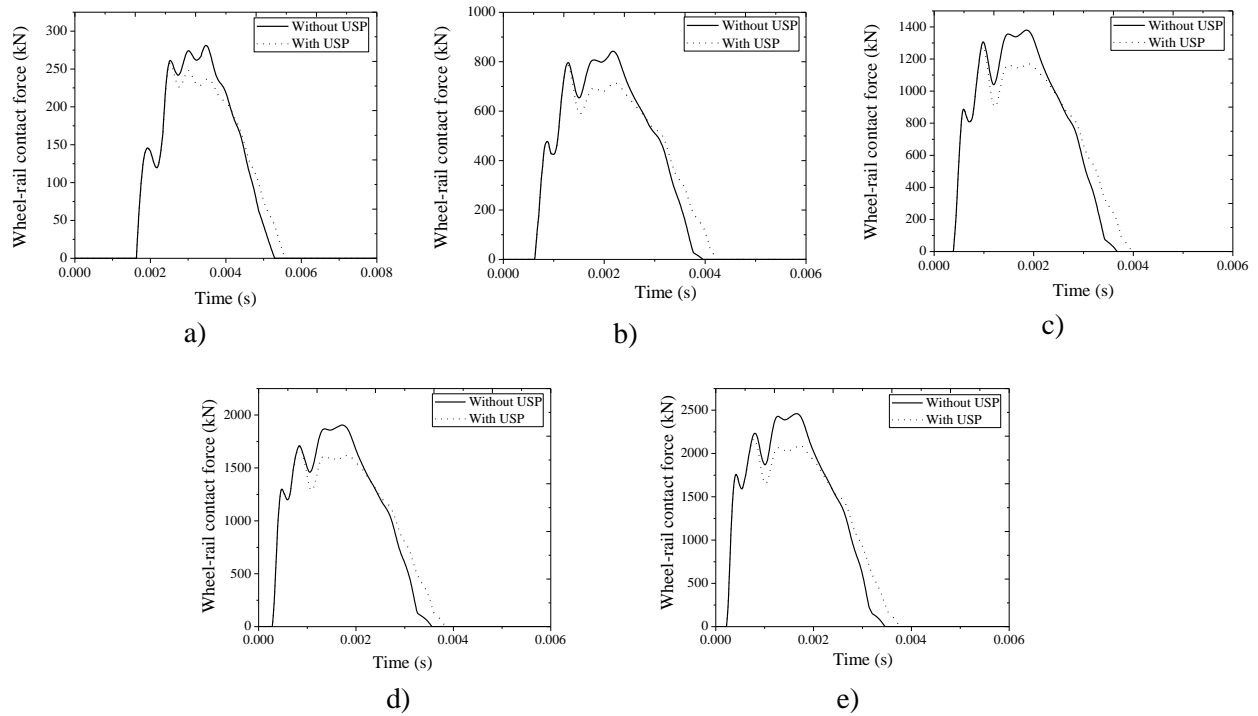 300
250
200
150
100
50
0
Wheel-rail contact force (kN)
Without USP
With USP
0.000 0.002 0.004 0.006 0.008
Time (s)
a)
1000
800
600
400
200
0
Wheel-rail contact force (kN)
Without USP
With USP
0.000 0.002 0.004 0.006
Time (s)
b)
1400
1200
1000
800
600
400
200
0
Wheel-rail contact force (kN)
Without USP
With USP
0.000 0.002 0.004 0.006
Time (s)
c)
2000
1500
1000
500
0
Wheel-rail contact force (kN)
Without USP
With USP
0.000 0.002 0.004 0.006
Time (s)
d)
2500
2000
1500
1000
500
0
Wheel-rail contact force (kN)
Without USP
With USP
0.000 0.002 0.004 0.006
Time (s)
e)